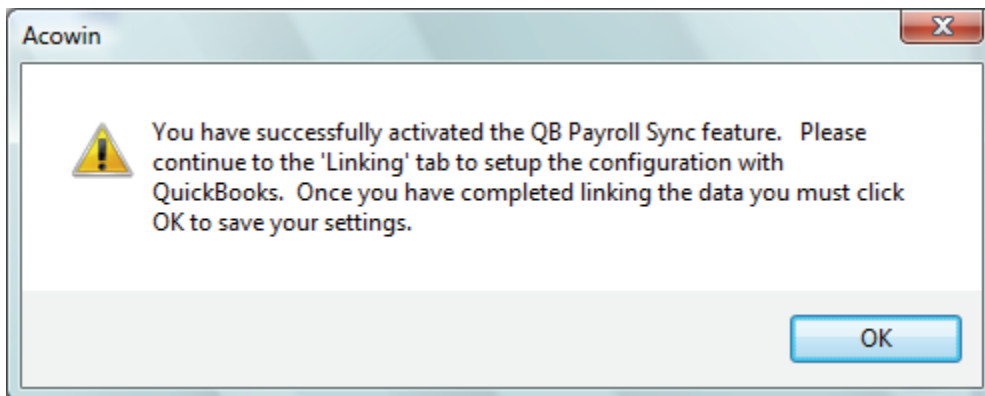 Acowin
You have successfully activated the QB Payroll Sync feature.   Please
continue to the 'Linking' tab to setup the configuration with
QuickBooks.  Once you have completed linking the data you must click
OK to save your settings.
OK